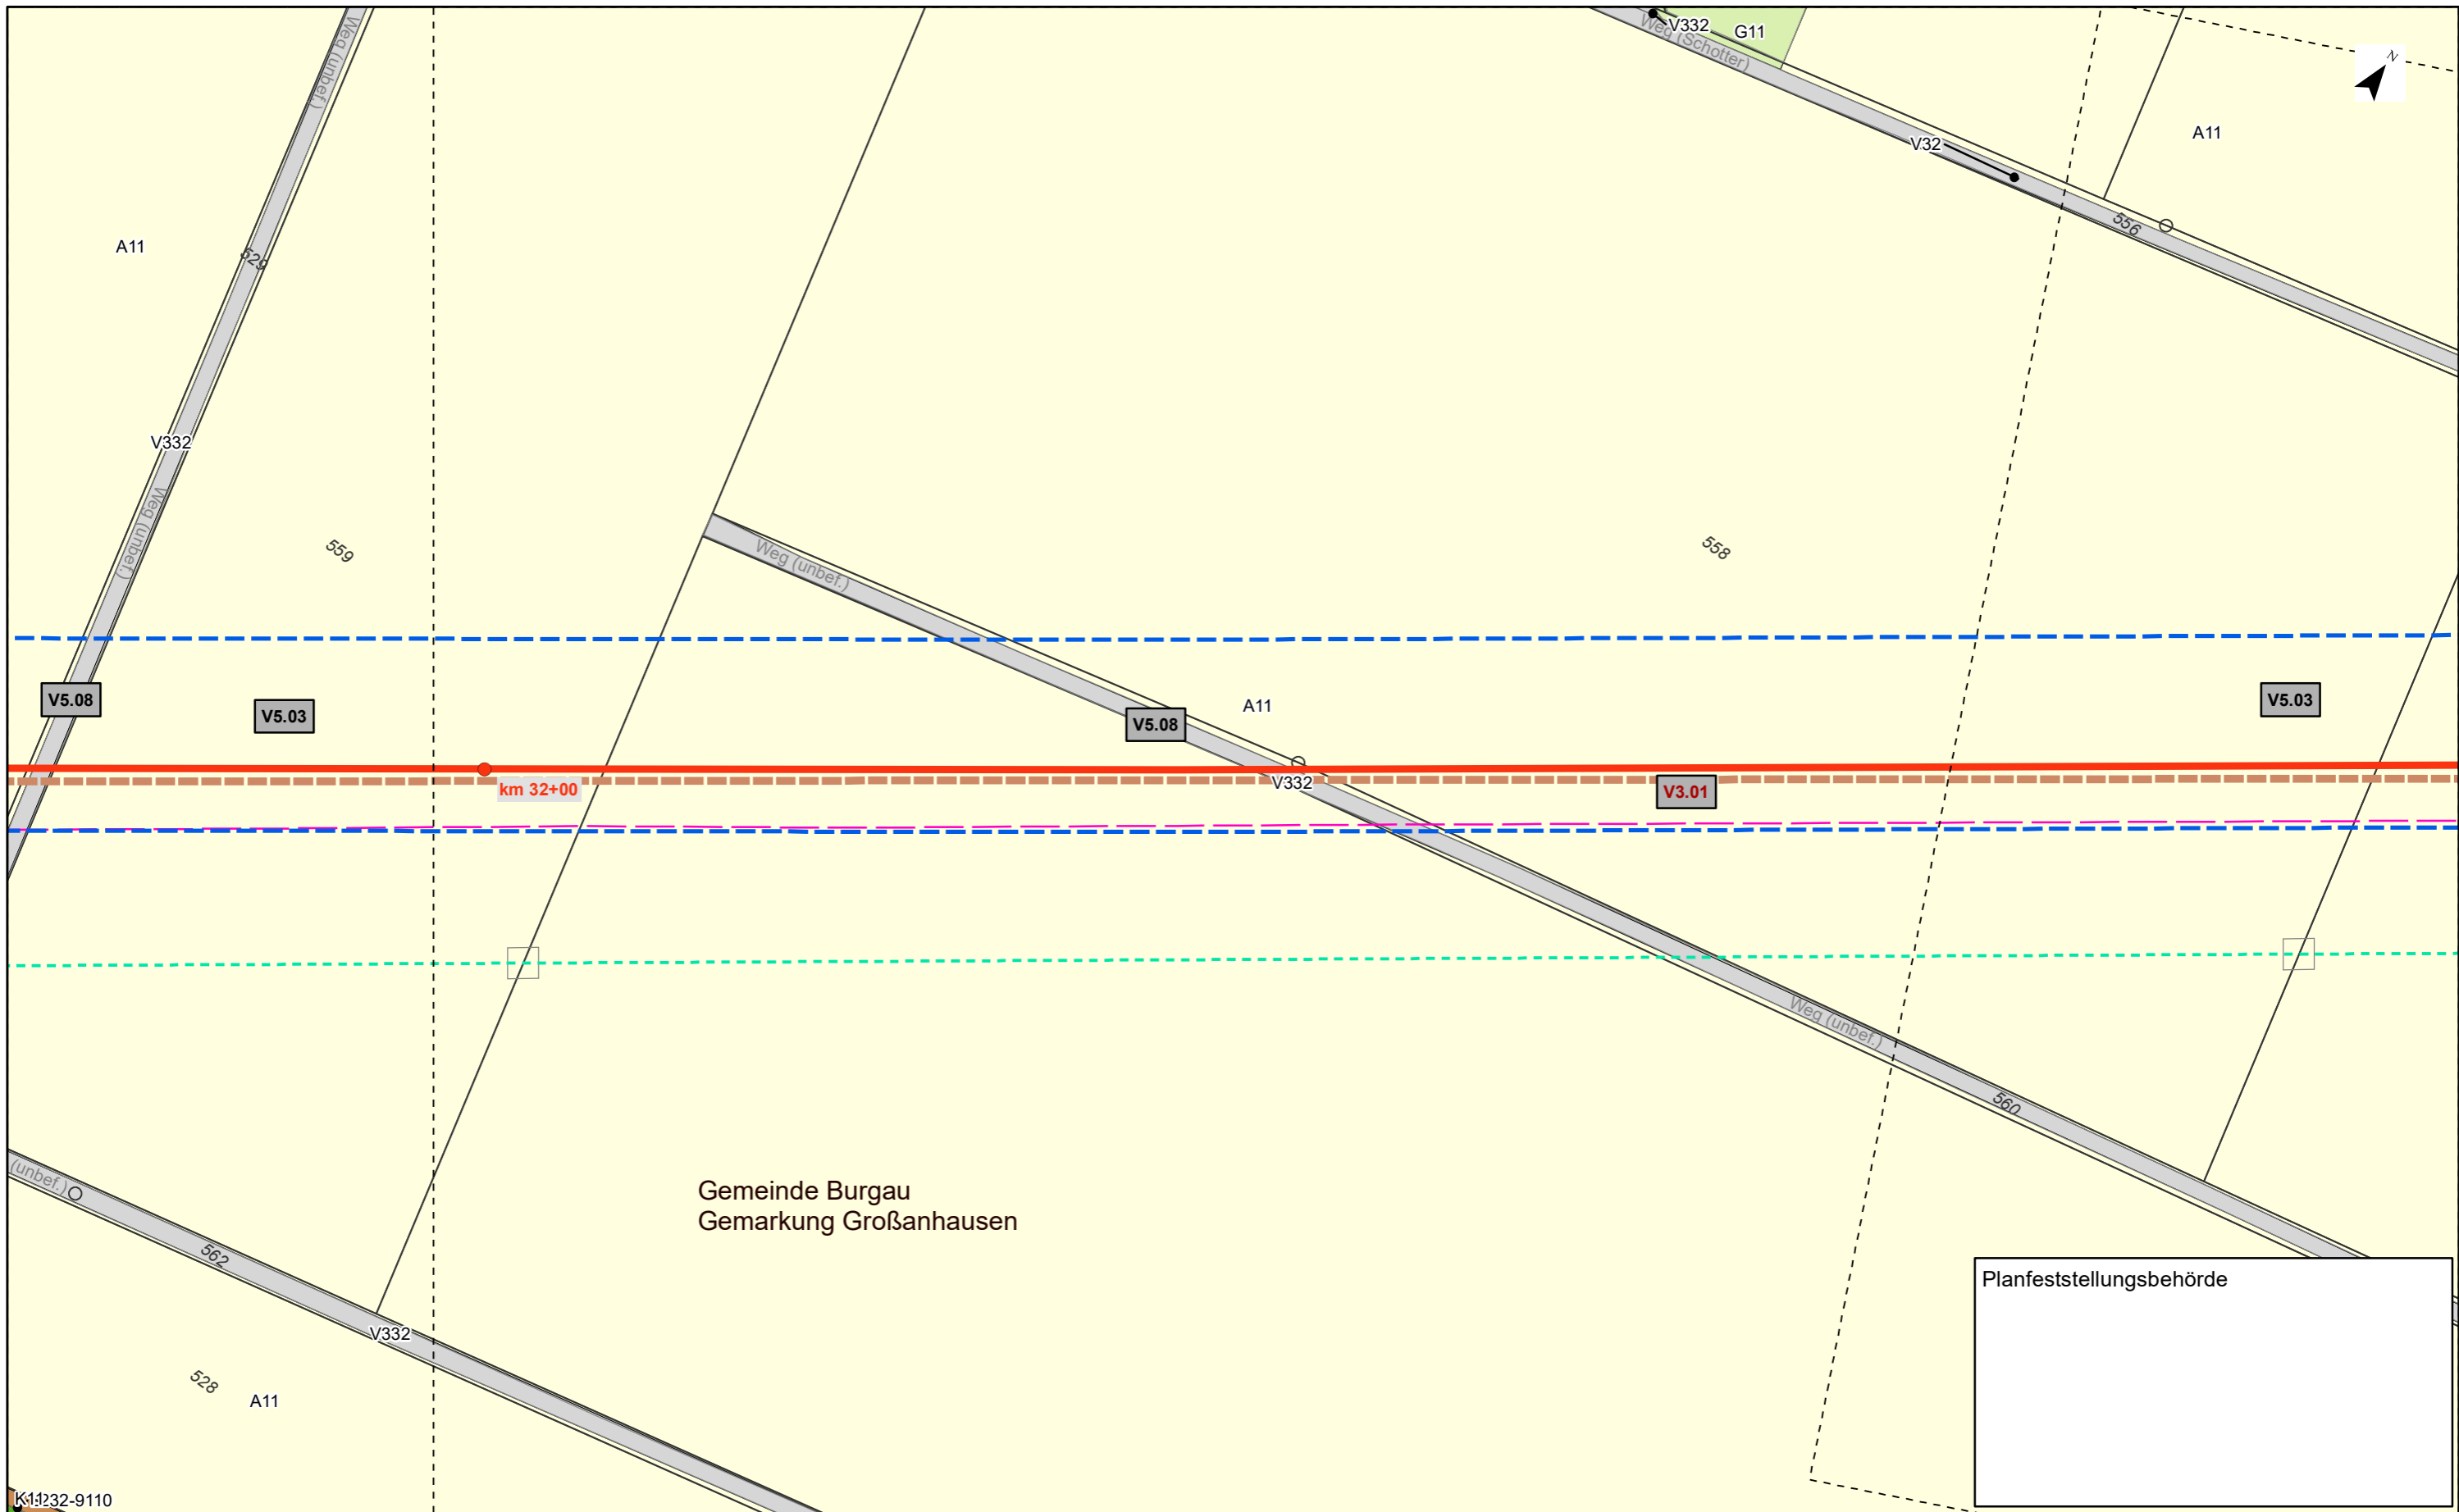 Weg (unbef.)
V332
G11
Weg (Schotter)
N
A11
V32
556
A11
529
V332
Weg (unbef.)
559
Weg (unbef.)
558
V5.08
V5.03
V5.08
A11
V5.03
km 32+00
V332
V3.01
Weg (unbef.)
560
(unbef.)
Gemeinde Burgau
Gemarkung Großanhausen
562
Planfeststellungsbehörde
V332
528
A11
232-9110